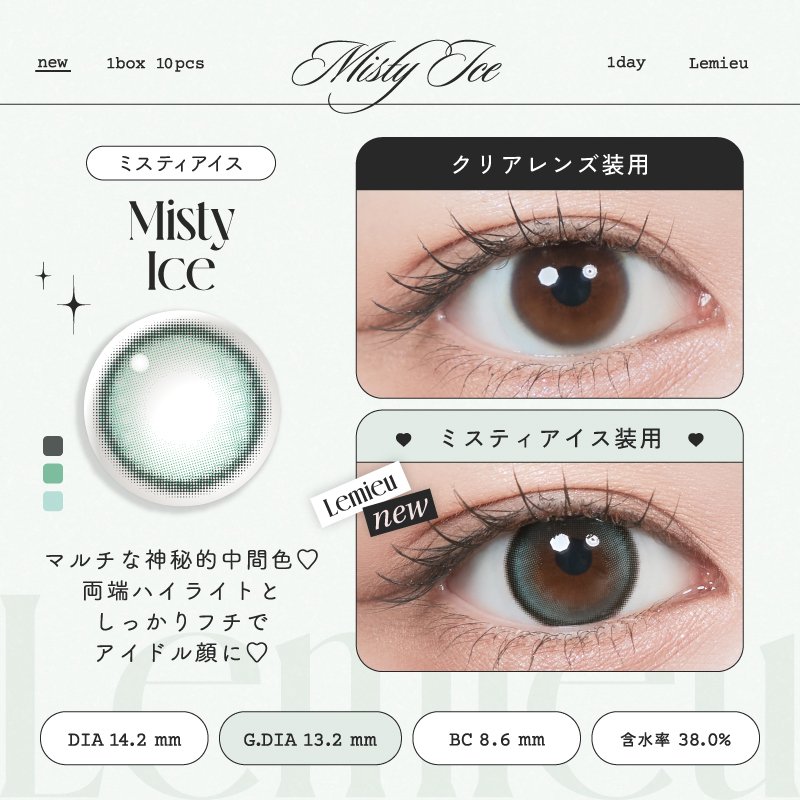 new
1box 10pcs
Misty Ice
1day
Lemieu
ミスティアイス
Misty
Ice
マルチな神秘的中間色♡
両端ハイライトと
しっかりフチで
アイドル顔に♡
クリアレンズ装用
♥ ミスティアイス装用 ♥
Lemieu
new
Lemieu
DIA 14.2 mm
G.DIA 13.2 mm
BC 8.6 mm
含水率 38.0%